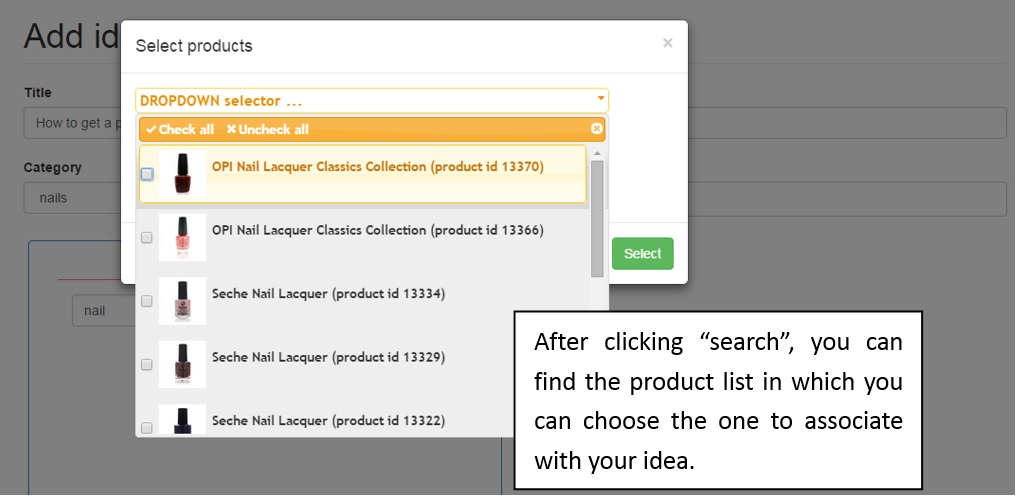 Add id
Select products
×
Title
DROPDOWN selector ...
How to get a p
Check all Uncheck all
Category
OPI Nail Lacquer Classics Collection (product id 13370)
nails
OPI Nail Lacquer Classics Collection (product id 13366)
Select
Seche Nail Lacquer (product id 13334)
nail
Seche Nail Lacquer (product id 13329)
Seche Nail Lacquer (product id 13322)
After clicking “search”, you can
find the product list in which you
can choose the one to associate
with your idea.